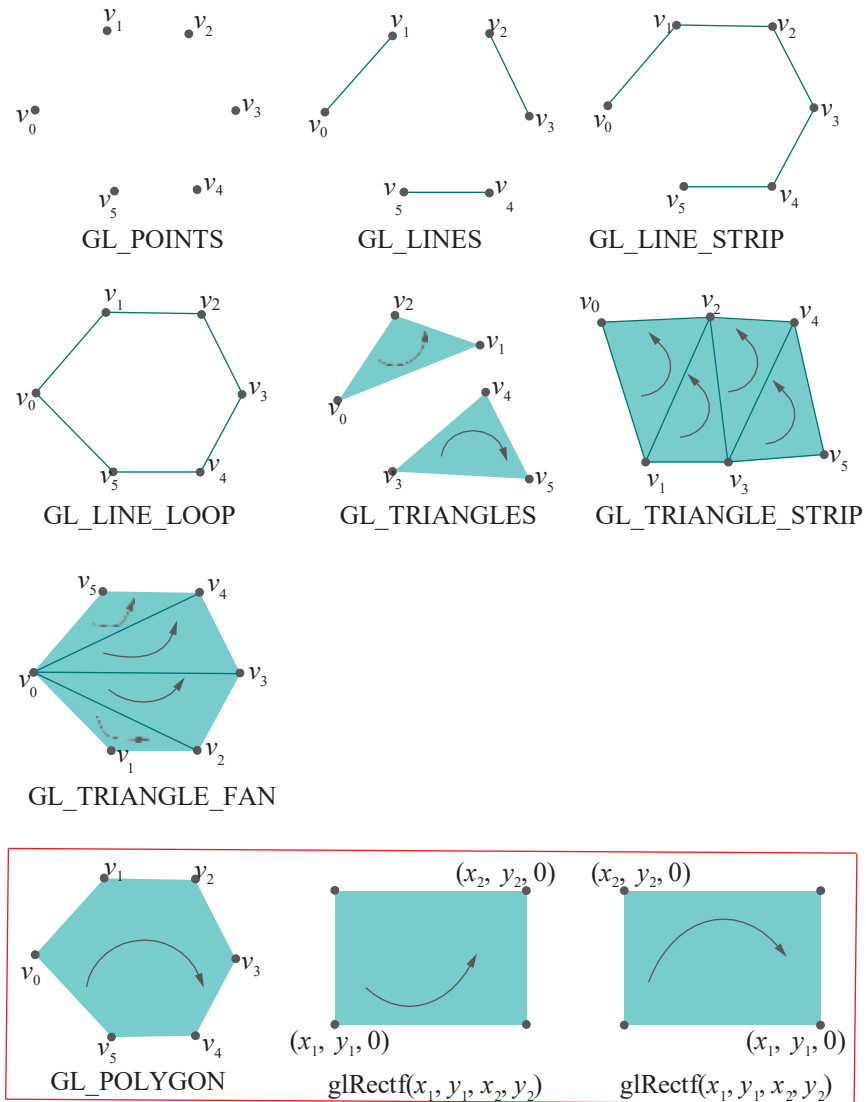 v1 v2
v0 v3
v5 v4
GL_POINTS
v1 v2
v0 v3
v5 v4
GL_LINES
v1 v2
v0 v3
v5 v4
GL_LINE_STRIP
v1 v2
v0 v3
v5 v4
GL_LINE_LOOP
v2
v1
v0
v4
v3
v5
GL_TRIANGLES
v0 v2 v4
v1 v3 v5
GL_TRIANGLE_STRIP
v5 v4
v0 v3
v1 v2
GL_TRIANGLE_FAN
v1 v2
v0 v3
v5 v4
GL_POLYGON
(x2, y2, 0)
(x1, y1, 0)
glRectf(x1, y1, x2, y2)
(x2, y2, 0)
(x1, y1, 0)
glRectf(x1, y1, x2, y2)